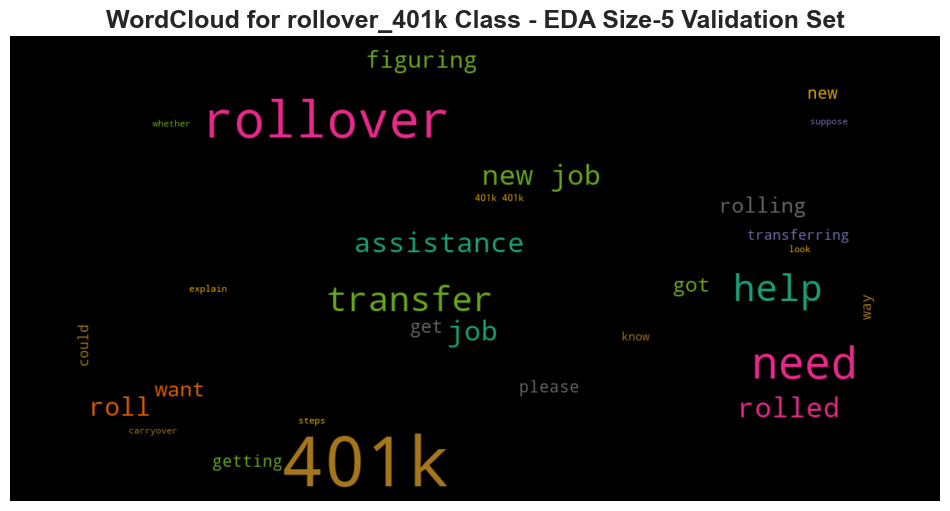 WordCloud for rollover_401k Class - EDA Size-5 Validation Set
figuring
new
whether
rollover
suppose
new job
401k 401k
rolling
assistance
transferring
look
explain
transfer
got
help
way
could
get
job
know
need
want
please
roll
rolled
carryover
steps
getting
401k